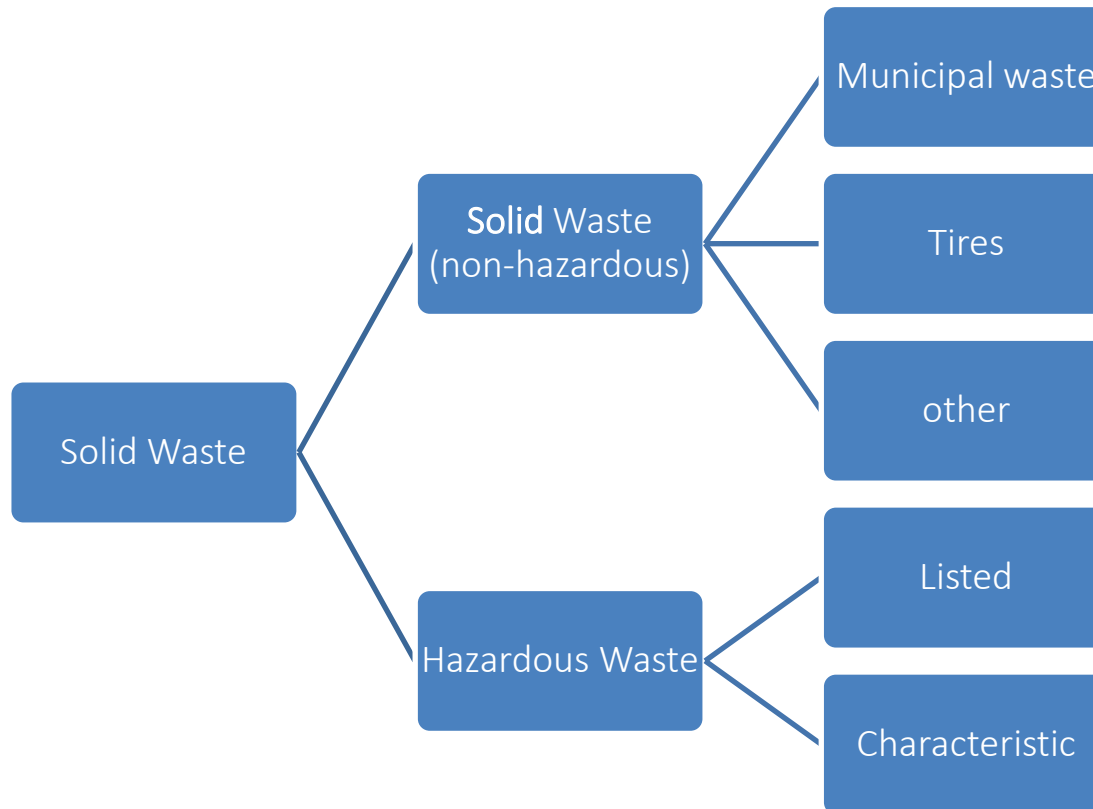 Solid Waste
Solid Waste
(non-hazardous)
Hazardous Waste
Municipal waste
Tires
other
Listed
Characteristic